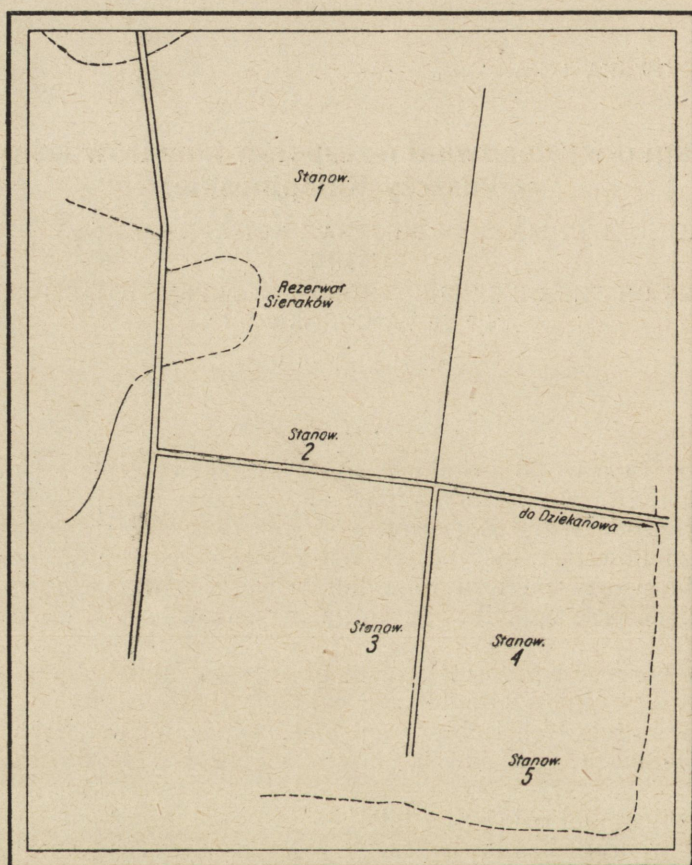 Stanow.
1
Rezerwat
Sieraków
Stanow.
2
do Dziekanowa
Stanow.
3
Stanow.
4
Stanow.
5